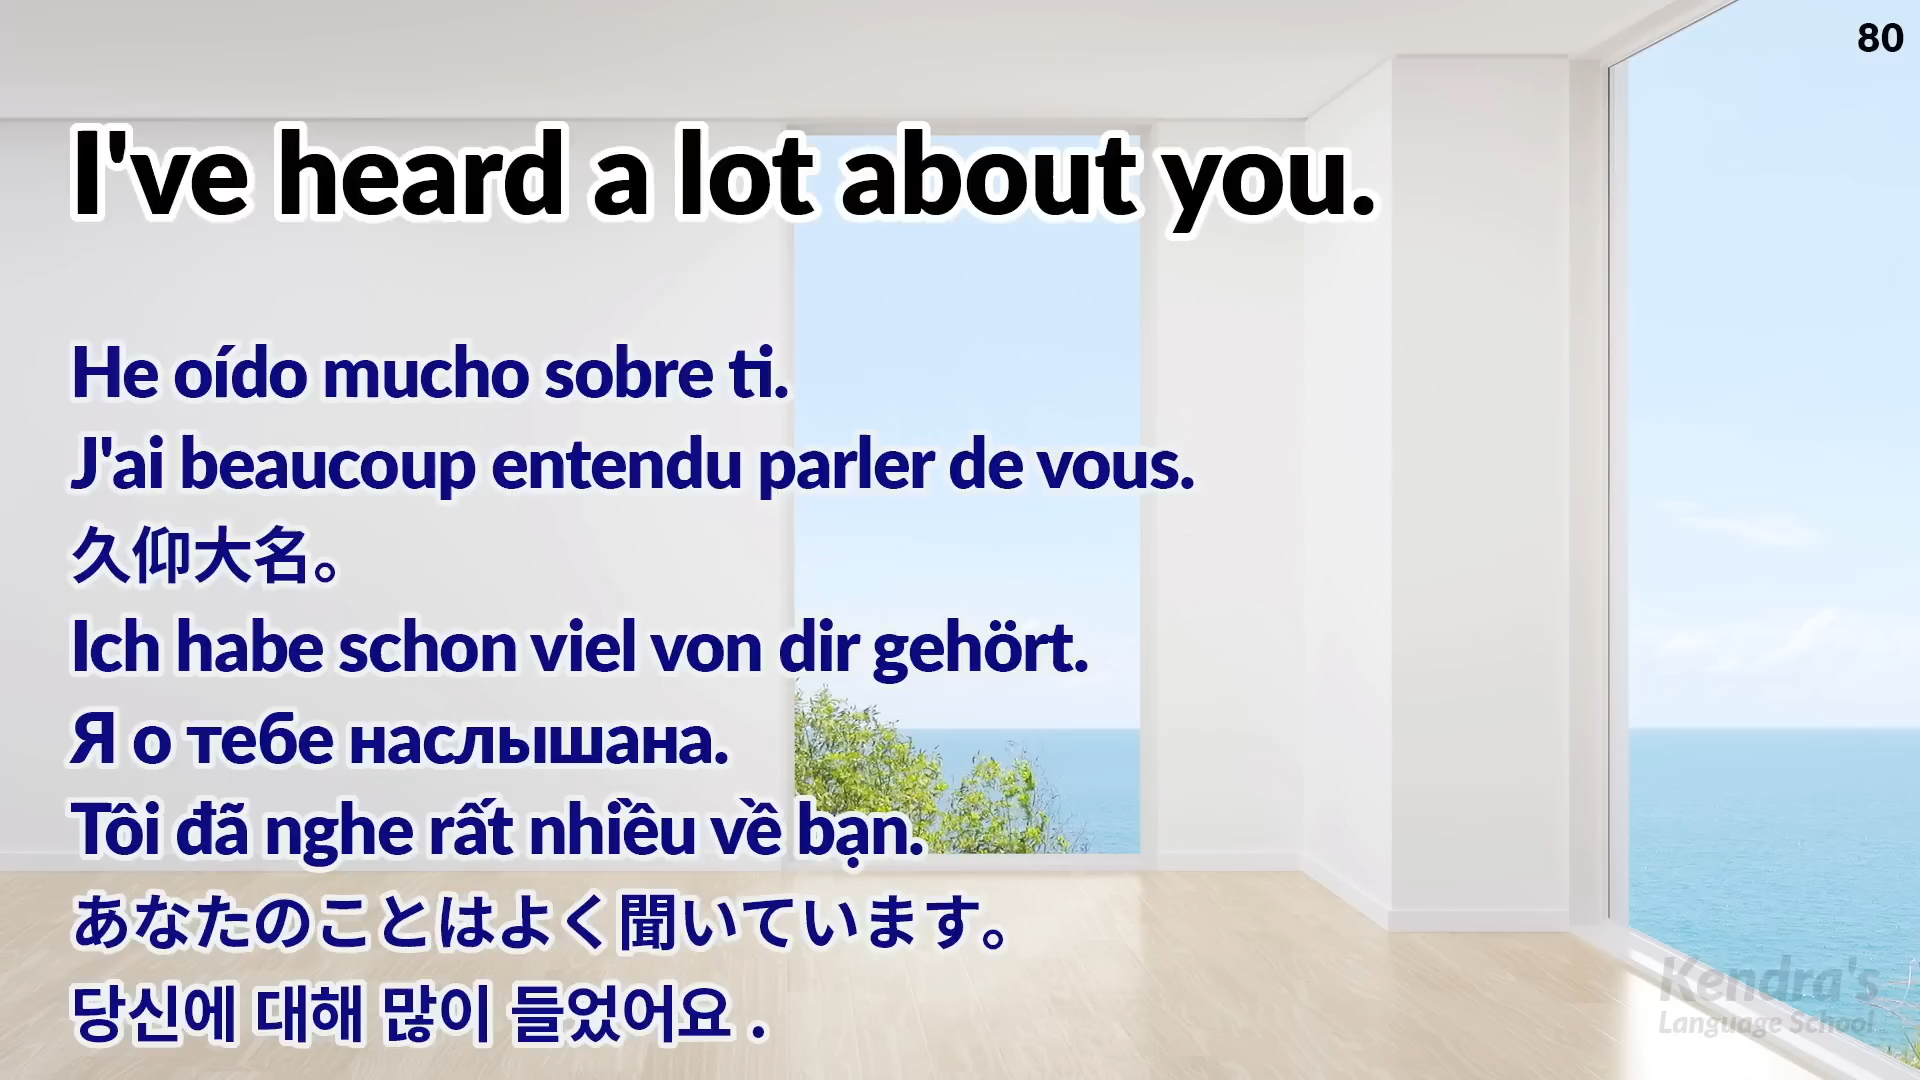 80
I've heard a lot about you.
He oído mucho sobre ti.
J'ai beaucoup entendu parler de vous.
久仰大名。
Ich habe schon viel von dir gehört.
Я о тебе наслышана.
Tôi đã nghe rất nhiều về bạn.
あなたのことはよく聞いています。
당신에 대해 많이 들었어요 .
Kendra's
Language School